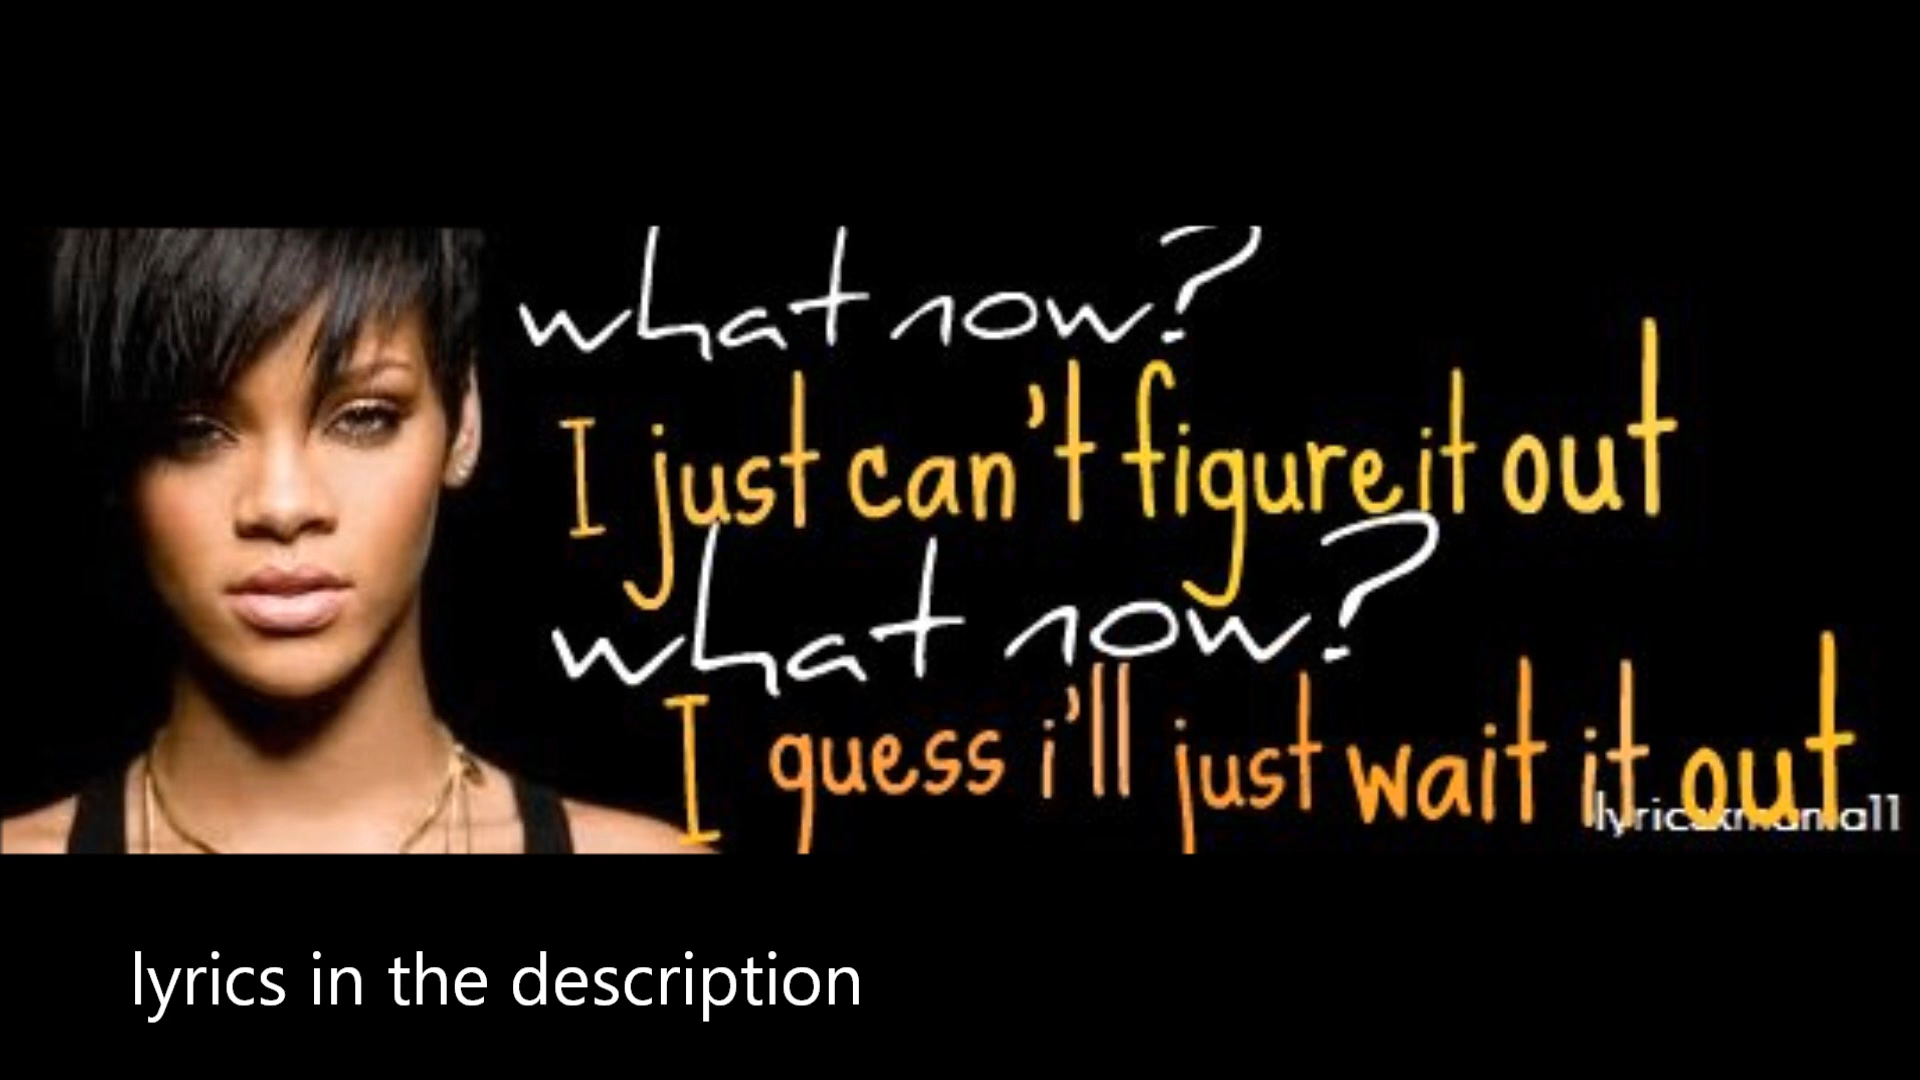 what now?
I just can't figure it out
what now?
I guess i'll just wait it out
lyrics in the description